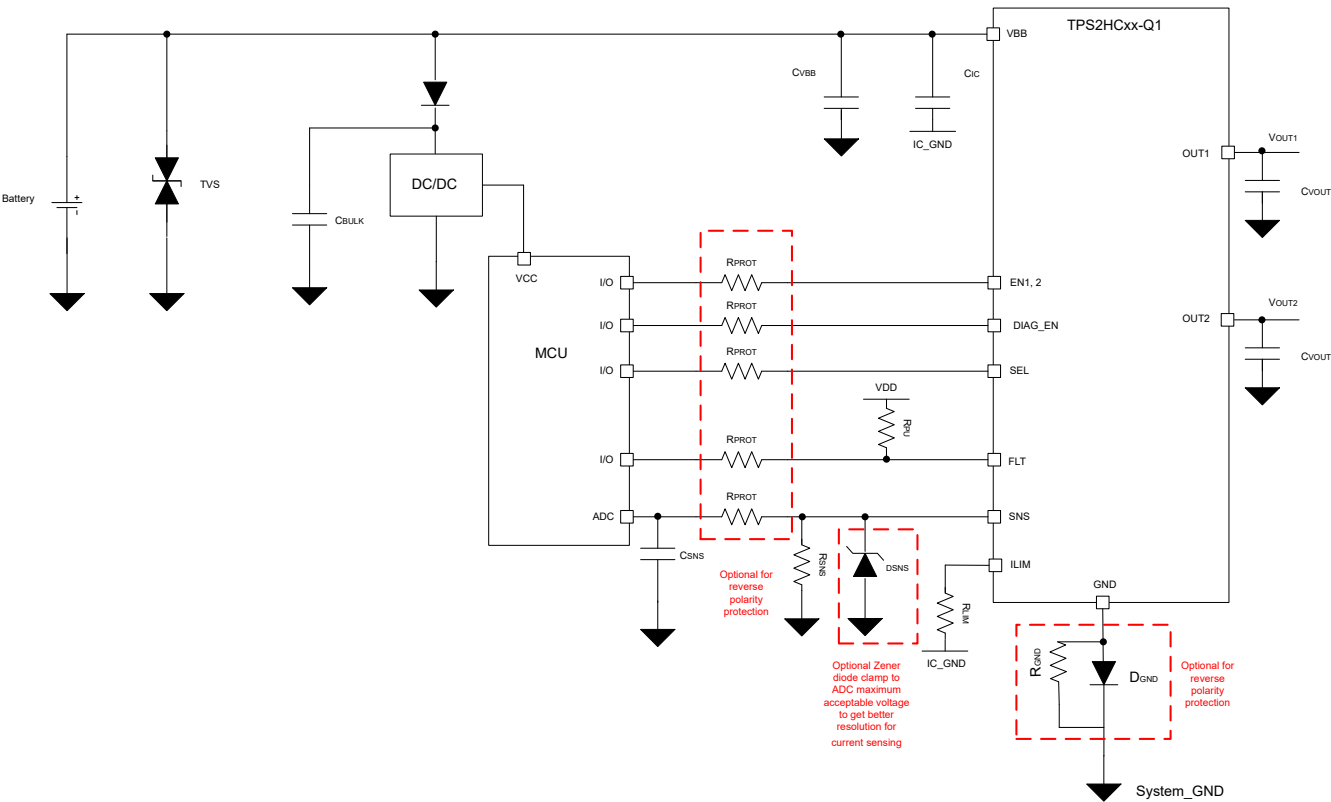 TPS2HCxx-Q1
VBB
CVBB
CIC
IC_GND
VOUT1
OUT1
CVOUT
Battery
+
-
TVS
DC/DC
CBULK
VCC
I/O
RPROT
EN1, 2
I/O
RPROT
DIAG_EN
VOUT2
OUT2
CVOUT
MCU
I/O
RPROT
SEL
VDD
RPU
I/O
RPROT
FLT
ADC
RPROT
SNS
CSNS
RSNS
DSNS
ILIM
RLIM
IC_GND
GND
Optional for
reverse
polarity
protection
Optional Zener
diode clamp to
ADC maximum
acceptable voltage
to get better
resolution for
current sensing
RGND
DGND
Optional for
reverse
polarity
protection
System_GND